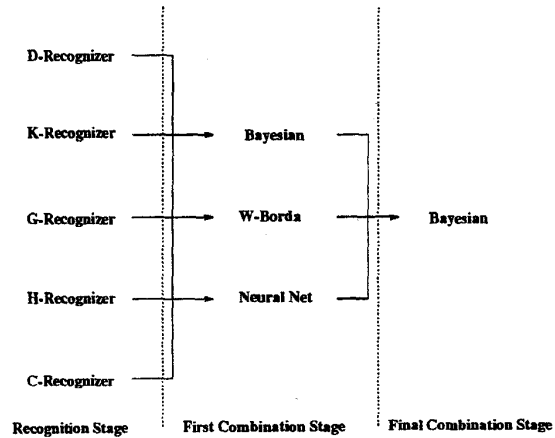 D-Recognizer
K-Recognizer
Bayesian
G-Recognizer
W-Borda
Bayesian
H-Recognizer
Neural Net
C-Recognizer
Recognition Stage
First Combination Stage
Final Combination Stage